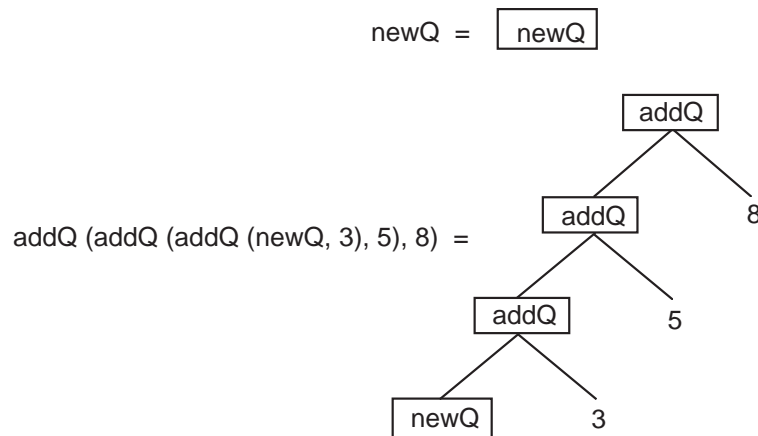 newQ = newQ
addQ
addQ 8
addQ (addQ (addQ (newQ, 3), 5), 8) =
addQ 5
newQ 3